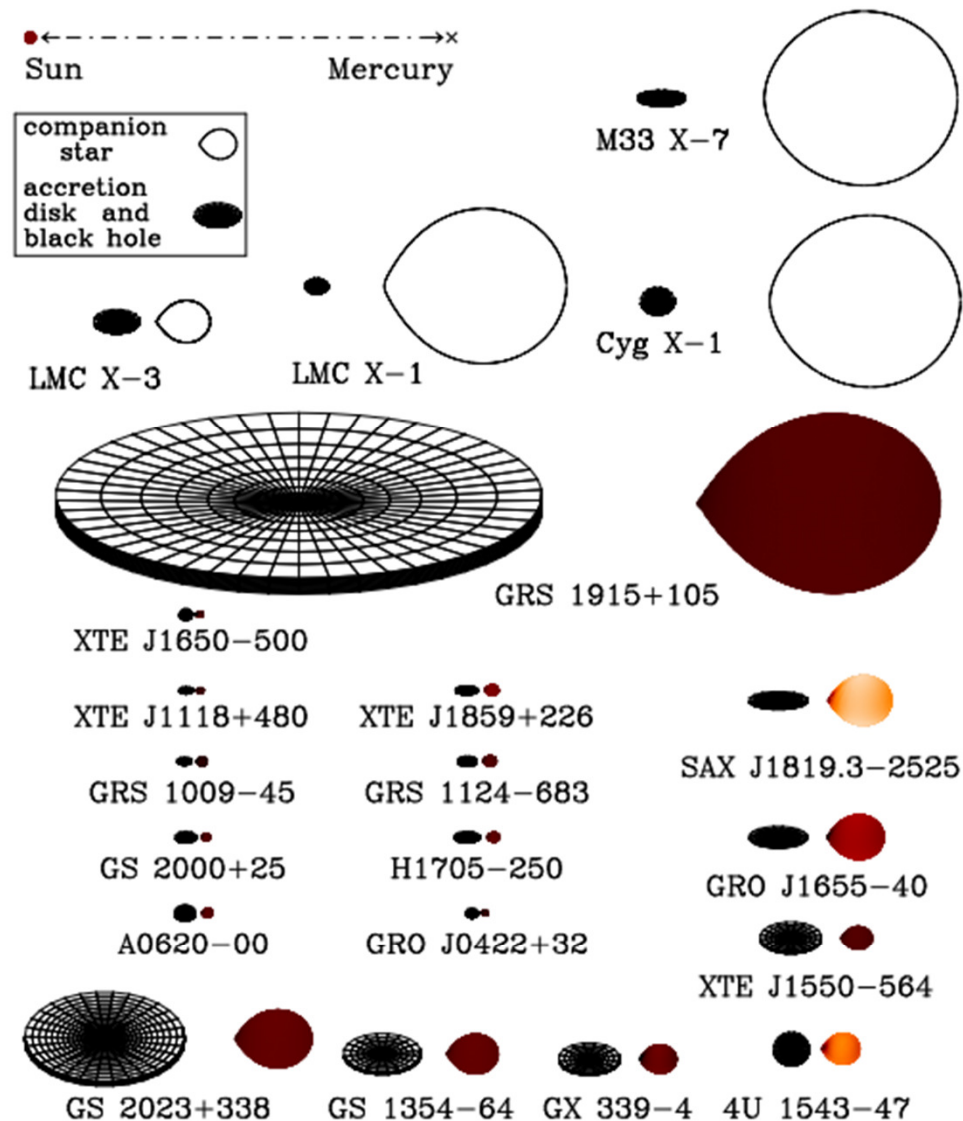 Sun Mercury
companion
star
accretion
disk and
black hole
M33 X-7
Cyg X-1
LMC X-3
LMC X-1
GRS 1915+105
XTE J1650-500
XTE J1118+480
XTE J1859+226
SAX J1819.3-2525
GRS 1009-45
GRS 1124-683
GS 2000+25
H1705-250
GRO J1655-40
A0620-00
GRO J0422+32
XTE J1550-564
GS 2023+338
GS 1354-64
GX 339-4
4U 1543-47